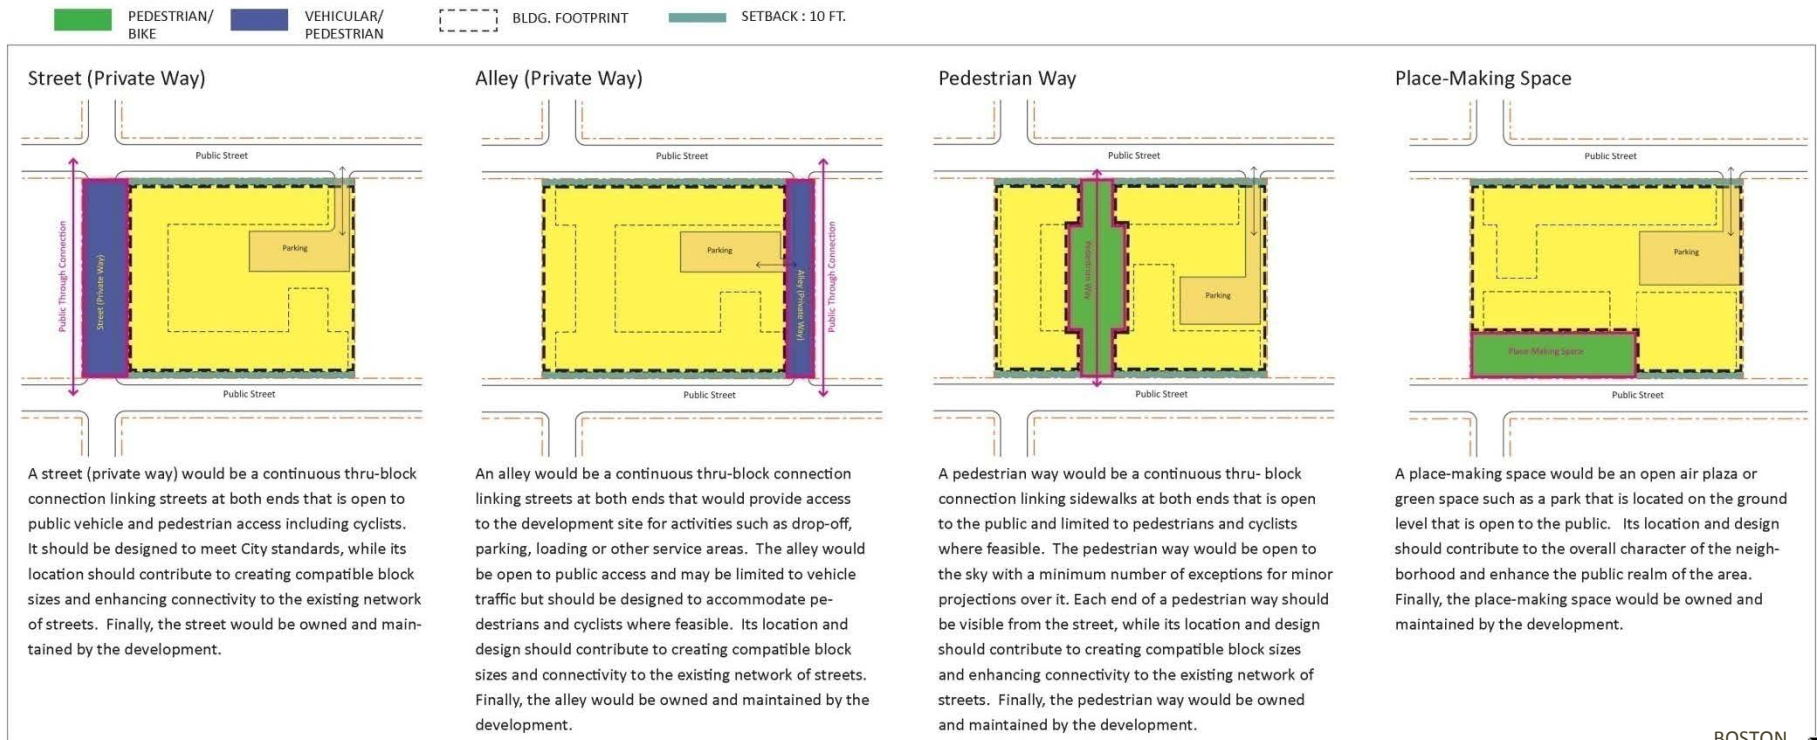 PEDESTRIAN/
BIKE
VEHICULAR/
PEDESTRIAN
BLDG. FOOTPRINT
SETBACK : 10 FT.
Street (Private Way)
Public Street
Public Through Connection
Street (Private Way)
Parking
Public Street
A street (private way) would be a continuous thru-block
connection linking streets at both ends that is open to
public vehicle and pedestrian access including cyclists.
It should be designed to meet City standards, while its
location should contribute to creating compatible block
sizes and enhancing connectivity to the existing network
of streets.  Finally, the street would be owned and main-
tained by the development.
Alley (Private Way)
Public Street
Parking
Alley (Private Way)
Public Through Connection
Public Street
An alley would be a continuous thru-block connection
linking streets at both ends that would provide access
to the development site for activities such as drop-off,
parking, loading or other service areas.  The alley would
be open to public access and may be limited to vehicle
traffic but should be designed to accommodate pe-
destrians and cyclists where feasible.  Its location and
design should contribute to creating compatible block
sizes and connectivity to the existing network of streets.
Finally, the alley would be owned and maintained by the
development.
Pedestrian Way
Public Street
Pedestrian Way
Parking
Public Street
A pedestrian way would be a continuous thru- block
connection linking sidewalks at both ends that is open
to the public and limited to pedestrians and cyclists
where feasible.  The pedestrian way would be open to
the sky with a minimum number of exceptions for minor
projections over it. Each end of a pedestrian way should
be visible from the street, while its location and design
should contribute to creating compatible block sizes
and enhancing connectivity to the existing network of
streets.  Finally, the pedestrian way would be owned
and maintained by the development.
Place-Making Space
Public Street
Parking
Place-Making Space
Public Street
A place-making space would be an open air plaza or
green space such as a park that is located on the ground
level that is open to the public.   Its location and design
should contribute to the overall character of the neigh-
borhood and enhance the public realm of the area.
Finally, the place-making space would be owned and
maintained by the development.
BOSTON